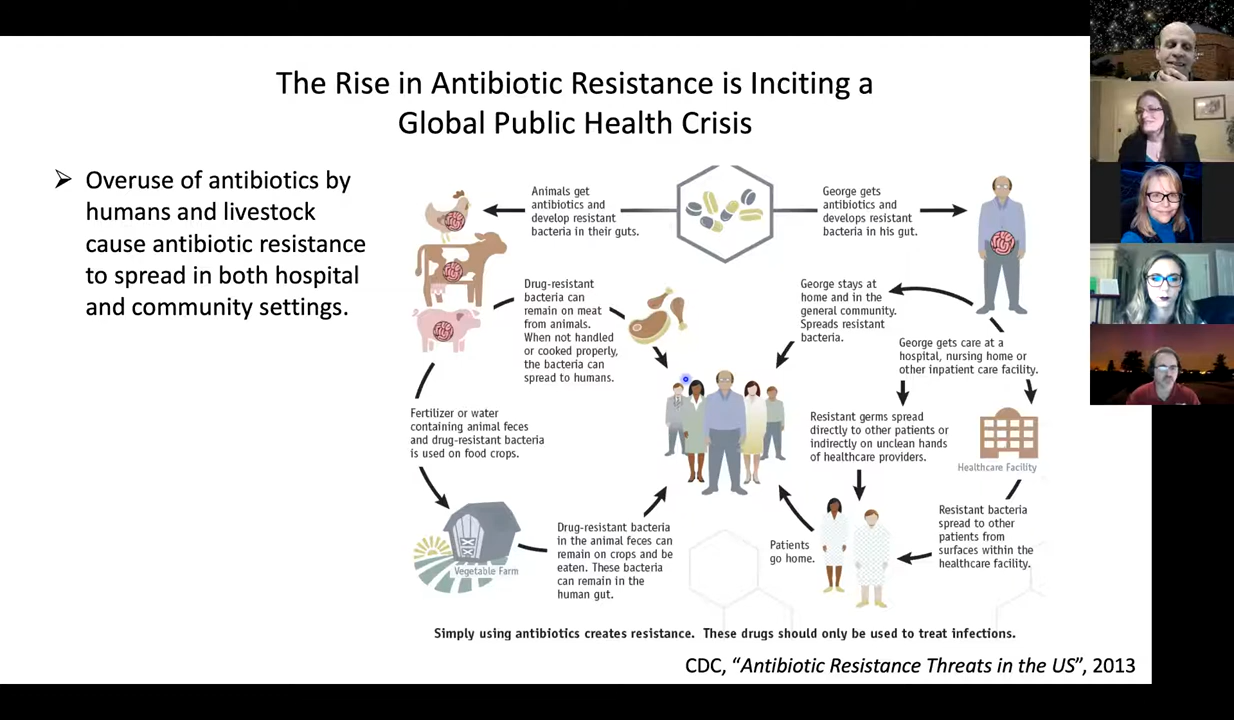 The Rise in Antibiotic Resistance is Inciting a
Global Public Health Crisis
➢ Overuse of antibiotics by
humans and livestock
cause antibiotic resistance
to spread in both hospital
and community settings.
Animals get
antibiotics and
develop resistant
bacteria in their guts.
George gets
antibiotics and
develops resistant
bacteria in his gut.
Drug-resistant
bacteria can
remain on meat
from animals.
When not handled
or cooked properly,
the bacteria can
spread to humans.
George stays at
home and in the
general community.
Spreads resistant
bacteria.
George gets care at a
hospital, nursing home or
other inpatient care facility.
Fertilizer or water
containing animal feces
and drug-resistant bacteria
is used on food crops.
Resistant germs spread
directly to other patients or
indirectly on unclean hands
of healthcare providers.
Healthcare Facility
Vegetable Farm
Drug-resistant bacteria
in the animal feces can
remain on crops and be
eaten. These bacteria
can remain in the
human gut.
Patients
go home.
Resistant bacteria
spread to other
patients from
surfaces within the
healthcare facility.
Simply using antibiotics creates resistance. These drugs should only be used to treat infections.
CDC, “Antibiotic Resistance Threats in the US”, 2013